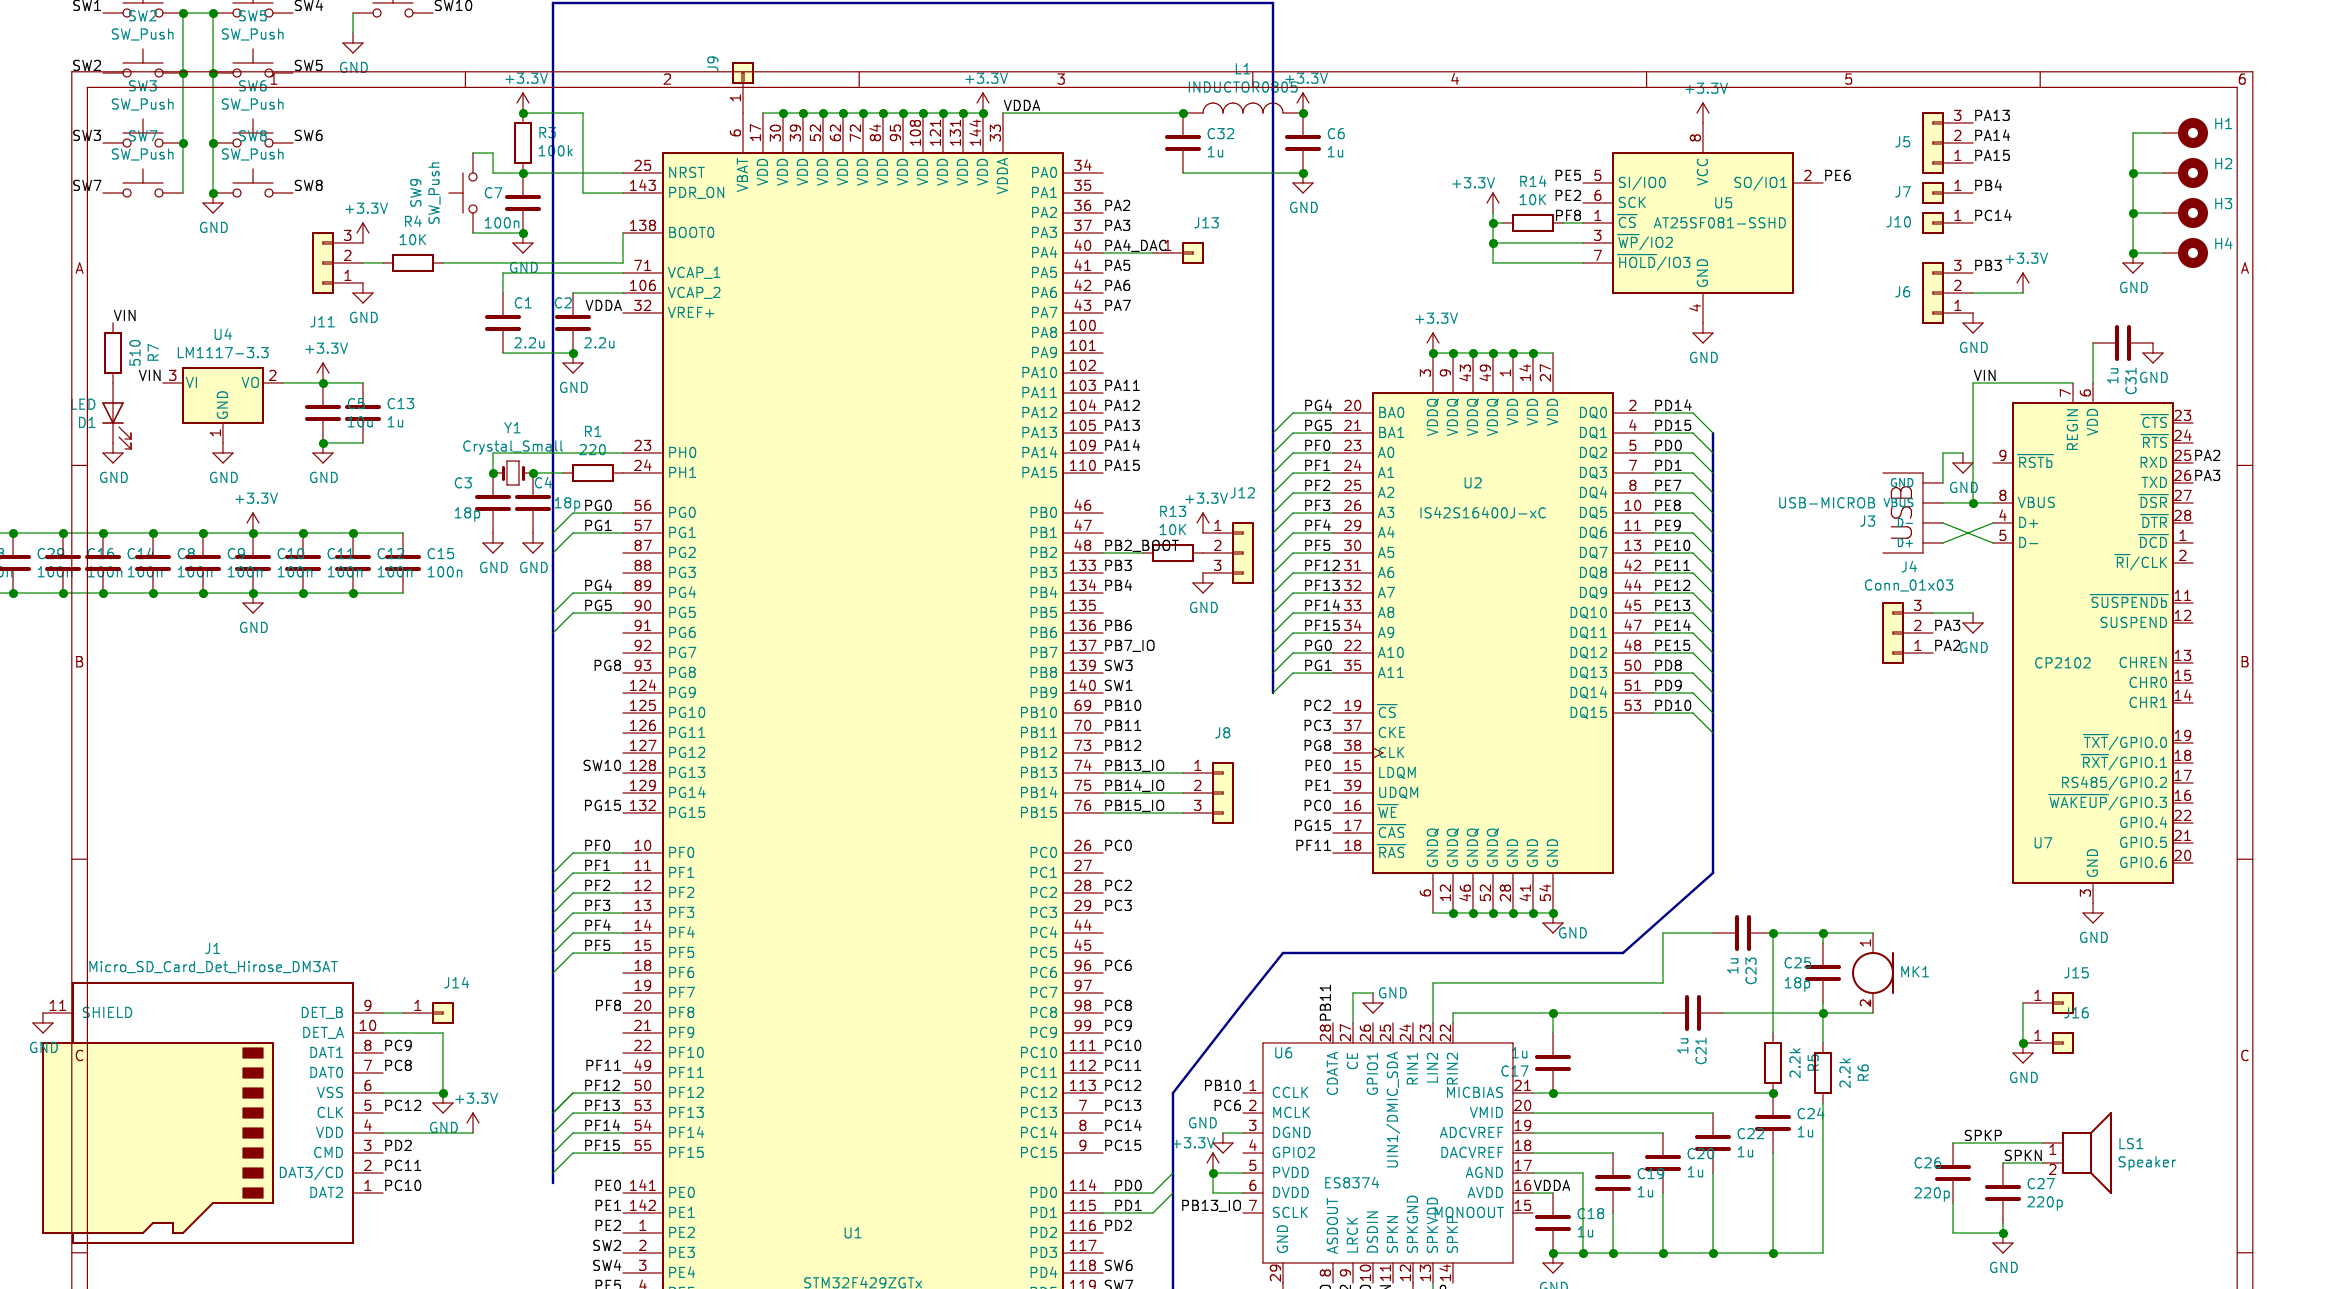 SW1 SW4 SW10
SW2 SW5
SW_Push SW_Push
GND
SW2 SW5
SW3 SW6
SW_Push SW_Push
SW3 SW6
SW7 SW8
SW_Push SW_Push
SW7 SW8
GND
1 2 3 4 5 6
A B C
A B C
+3.3V
R3
100k
SW9
SW_Push
C7
100n
GND
+3.3V
R4
10K
3
2
1
GND
J11
VIN
510
R7
LED
D1
GND
U4
LM1117-3.3
VIN 3 VI VO 2
GND
1
GND
+3.3V
C5
10u
C13
1u
GND
C1
2.2u
C2
2.2u
GND
VDDA
Y1
Crystal_Small
R1
220
C3
18p
C4
18p
GND GND
+3.3V
C29 C16 C14 C8 C9 C10 C11 C12 C15
100n 100n 100n 100n 100n 100n 100n 100n 100n
GND
J1
Micro_SD_Card_Det_Hirose_DM3AT
11 SHIELD
GND
DET_B 9
DET_A 10
DAT1 8 PC9
DAT0 7 PC8
VSS 6
CLK 5 PC12
VDD 4
CMD 3 PD2
DAT3/CD 2 PC11
DAT2 1 PC10
J14
1
+3.3V
GND
J9
1
+3.3V
VDDA
6 17 30 39 52 62 72 84 95 108 121 131 144 33
VBAT VDD VDD VDD VDD VDD VDD VDD VDD VDD VDD VDD VDD VDDA
25 NRST
143 PDR_ON
138 BOOT0
71 VCAP_1
106 VCAP_2
32 VREF+
23 PH0
24 PH1
PG0 56 PG0
PG1 57 PG1
87 PG2
88 PG3
PG4 89 PG4
PG5 90 PG5
91 PG6
92 PG7
PG8 93 PG8
124 PG9
125 PG10
126 PG11
127 PG12
SW10 128 PG13
129 PG14
PG15 132 PG15
PF0 10 PF0
PF1 11 PF1
PF2 12 PF2
PF3 13 PF3
PF4 14 PF4
PF5 15 PF5
18 PF6
19 PF7
PF8 20 PF8
21 PF9
22 PF10
PF11 49 PF11
PF12 50 PF12
PF13 53 PF13
PF14 54 PF14
PF15 55 PF15
PE0 141 PE0
PE1 142 PE1
PE2 1 PE2
SW2 2 PE3
SW4 3 PE4
PF5 4
U1
STM32F429ZGTx
PA0 34
PA1 35
PA2 36 PA2
PA3 37 PA3
PA4 40 PA4_DAC
PA5 41 PA5
PA6 42 PA6
PA7 43 PA7
PA8 100
PA9 101
PA10 102
PA11 103 PA11
PA12 104 PA12
PA13 105 PA13
PA14 109 PA14
PA15 110 PA15
PB0 46
PB1 47
PB2 48 PB2_BOOT
PB3 133 PB3
PB4 134 PB4
PB5 135
PB6 136 PB6
PB7 137 PB7_IO
PB8 139 SW3
PB9 140 SW1
PB10 69 PB10
PB11 70 PB11
PB12 73 PB12
PB13 74 PB13_IO
PB14 75 PB14_IO
PB15 76 PB15_IO
PC0 26 PC0
PC1 27
PC2 28 PC2
PC3 29 PC3
PC4 44
PC5 45
PC6 96 PC6
PC7 97
PC8 98 PC8
PC9 99 PC9
PC10 111 PC10
PC11 112 PC11
PC12 113 PC12
PC13 7 PC13
PC14 8 PC14
PC15 9 PC15
PD0 114 PD0
PD1 115 PD1
PD2 116 PD2
PD3 117
PD4 118 SW6
119 SW7
J13
1
L1
INDUCTOR0805
+3.3V
C32
1u
C6
1u
GND
R13
10K
+3.3V
J12
1
2
3
GND
J8
1
2
3
+3.3V
3 9 43 49 1 14 27
VDDQ VDDQ VDDQ VDDQ VDD VDD VDD
PG4 20 BA0
PG5 21 BA1
PF0 23 A0
PF1 24 A1
PF2 25 A2
PF3 26 A3
PF4 29 A4
PF5 30 A5
PF12 31 A6
PF13 32 A7
PF14 33 A8
PF15 34 A9
PG0 22 A10
PG1 35 A11
PC2 19 CS
PC3 37 CKE
PG8 38 CLK
PE0 15 LDQM
PE1 39 UDQM
PC0 16 WE
PG15 17 CAS
PF11 18 RAS
U2
IS42S16400J-xC
DQ0 2 PD14
DQ1 4 PD15
DQ2 5 PD0
DQ3 7 PD1
DQ4 8 PE7
DQ5 10 PE8
DQ6 11 PE9
DQ7 13 PE10
DQ8 42 PE11
DQ9 44 PE12
DQ10 45 PE13
DQ11 47 PE14
DQ12 48 PE15
DQ13 50 PD8
DQ14 51 PD9
DQ15 53 PD10
GNDQ GNDQ GNDQ GNDQ GND GND GND
6 12 46 52 28 41 54
GND
+3.3V
+3.3V
R14
10K
8
VCC
PE5 5 SI/IO0
PE2 6 SCK
PF8 1 CS
3 WP/IO2
7 HOLD/IO3
SO/IO1 2 PE6
U5
AT25SF081-SSHD
GND
4
GND
J5
3 PA13
2 PA14
1 PA15
J7 1 PB4
J10 1 PC14
J6
3 PB3
2
1
+3.3V
GND
H1
H2
H3
H4
GND
1u
C31
GND
VIN
7 6
REGIN VDD
USB-MICROB
J3
GND
VBUS
D-
D+
USB
GND
9 RSTb
8 VBUS
4 D+
5 D-
CTS 23
RTS 24
RXD 25 PA2
TXD 26 PA3
DSR 27
DTR 28
DCD 1
RI/CLK 2
SUSPENDb 11
SUSPEND 12
CHREN 13
CHR0 15
CHR1 14
TXT/GPIO.0 19
RXT/GPIO.1 18
RS485/GPIO.2 17
WAKEUP/GPIO.3 16
GPIO.4 22
GPIO.5 21
GPIO.6 20
CP2102
U7
GND
3
GND
J4
Conn_01x03
3
2 PA3
1 PA2
GND
U6
ES8374
PB11
GND
28 27 26 25 24 23 22
CDATA CE GPIO1 UIN1/DMIC_SDA RIN1 LIN2 RIN2
PB10 1 CCLK
PC6 2 MCLK
GND 3 DGND
+3.3V 4 GPIO2
5 PVDD
6 DVDD
PB13_IO 7 SCLK
MICBIAS 21
VMID 20
ADCVREF 19
DACVREF 18
AGND 17
AVDD 16 VDDA
MONOOUT 15
GND ASDOUT LRCK DSDIN SPKN SPKGND SPKVDD SPKP
29 8 9 10 11 12 13 14
1u
C23
C25
18p
MK1
1
2
1u
C21
1u
C17
2.2k
R5
2.2k
R6
C24
1u
C22
1u
C20
1u
C19
1u
C18
1u
GND
J15
1
J16
1
GND
SPKP
SPKN
1
2
LS1
Speaker
C26
220p
C27
220p
GND